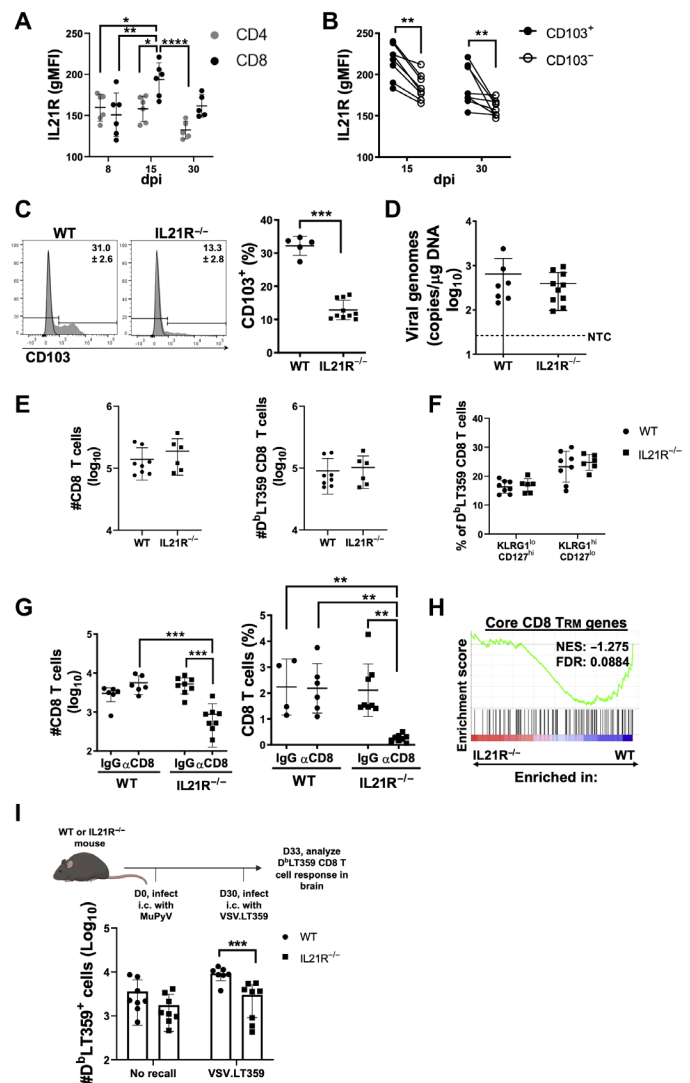 A
CD4
CD8
*
**
*
****
IL21R (gMFI)
250
200
150
100
8
15
30
dpi
B
CD103+
CD103−
**
**
IL21R (gMFI)
250
200
150
100
15
30
dpi
C
WT
IL21R−/−
31.0
± 2.6
13.3
± 2.8
CD103
***
CD103+ (%)
40
30
20
10
0
WT
IL21R−/−
D
Viral genomes
(copies/μg DNA
log10)
4
3
2
1
NTC
WT
IL21R−/−
E
#CD8 T cells
(log10)
6
5
4
WT
IL21R−/−
#DbLT359 CD8 T cells
(log10)
6
5
4
WT
IL21R−/−
F
% of DbLT359 CD8 T cells
40
30
20
10
0
KLRG1lo
CD127hi
KLRG1hi
CD127lo
WT
IL21R−/−
G
***
***
#CD8 T cells
(log10)
5
4
3
2
IgG αCD8
IgG αCD8
WT
IL21R−/−
**
**
**
CD8 T cells (%)
5
4
3
2
1
0
IgG αCD8
IgG αCD8
WT
IL21R−/−
H
Core CD8 TRM genes
NES: −1.275
FDR: 0.0884
Enrichment score
IL21R−/−
WT
Enriched in:
I
WT or IL21R−/−
mouse
D0, infect
i.c. with
MuPyV
D30, infect
i.c. with
VSV.LT359
D33, analyze
DbLT359 CD8 T
cell response in
brain
#DbLT359+ cells (Log10)
5
4
3
2
***
WT
IL21R−/−
No recall
VSV.LT359